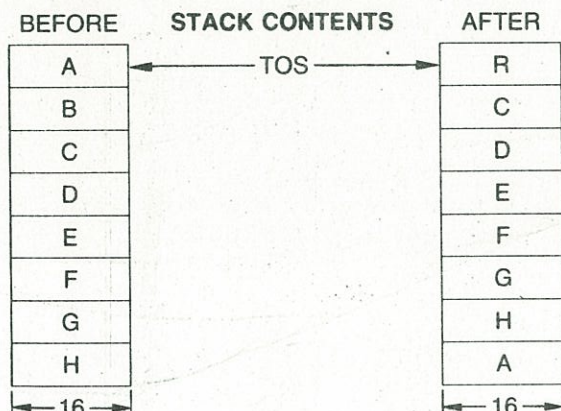 BEFORE STACK CONTENTS AFTER
A TOS R
B C
C D
D E
E F
F G
G H
H A
16 16